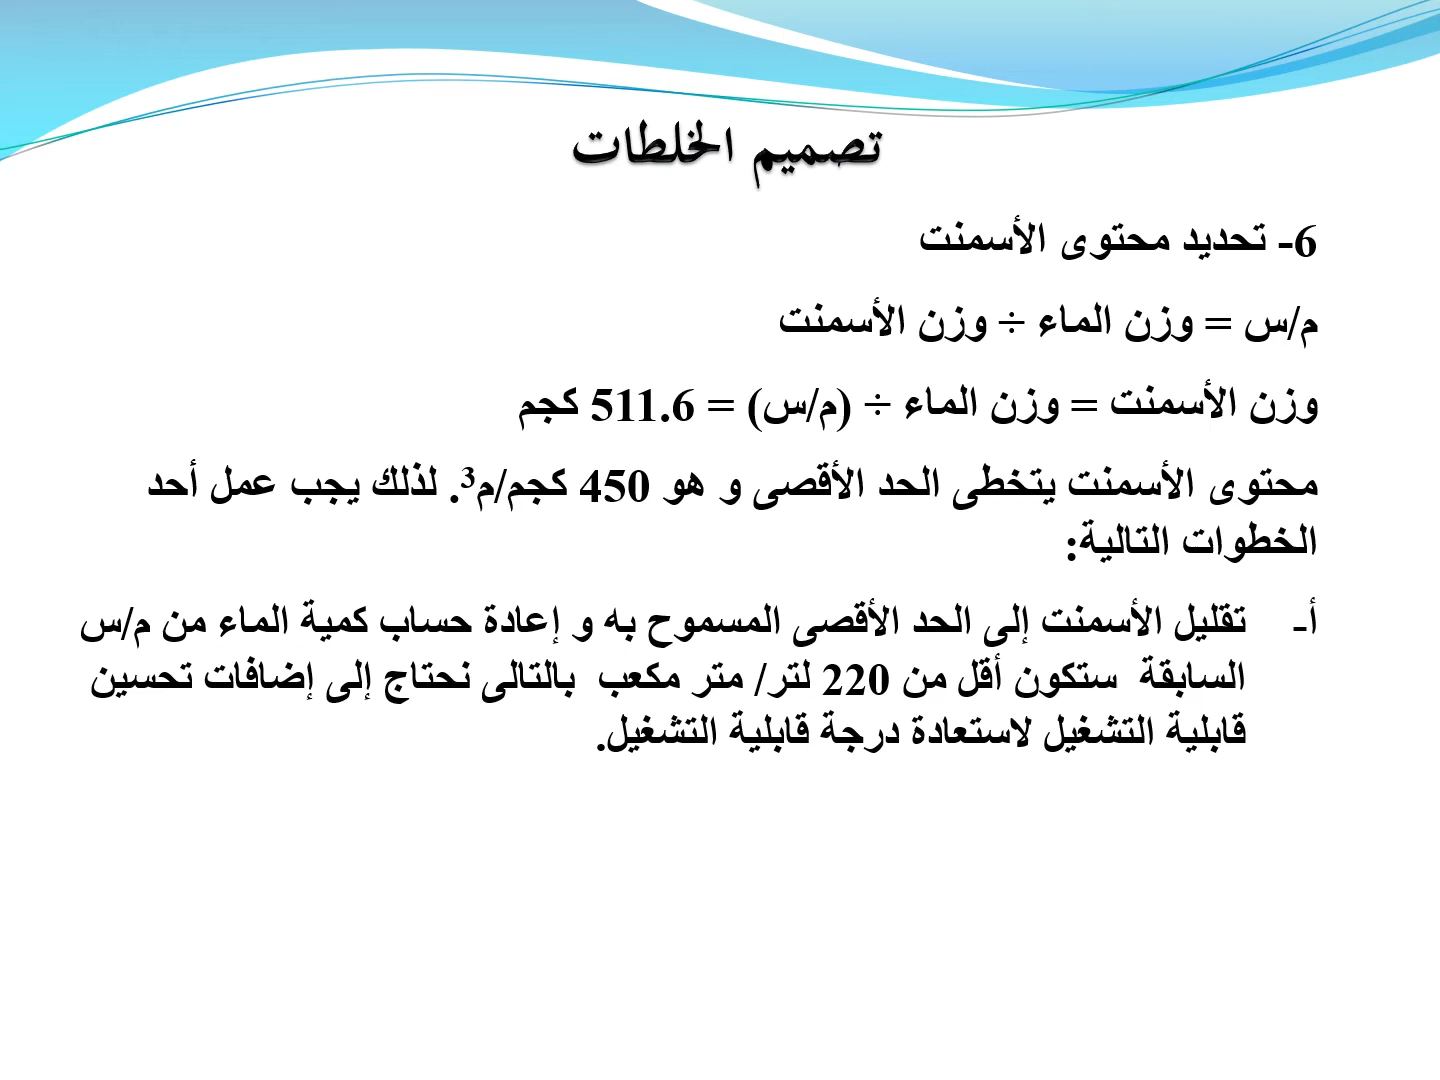 تصميم الخلطات
6- تحديد محتوى الأسمنت
م/س = وزن الماء ÷ وزن الأسمنت
وزن الأسمنت = وزن الماء ÷ (م/س) = 511.6 كجم
محتوى الأسمنت يتخطى الحد الأقصى و هو 450 كجم/م³. لذلك يجب عمل أحد
الخطوات التالية:
أ- تقليل الأسمنت إلى الحد الأقصى المسموح به و إعادة حساب كمية الماء من م/س
السابقة ستكون أقل من 220 لتر/ متر مكعب بالتالى نحتاج إلى إضافات تحسين
قابلية التشغيل لاستعادة درجة قابلية التشغيل.